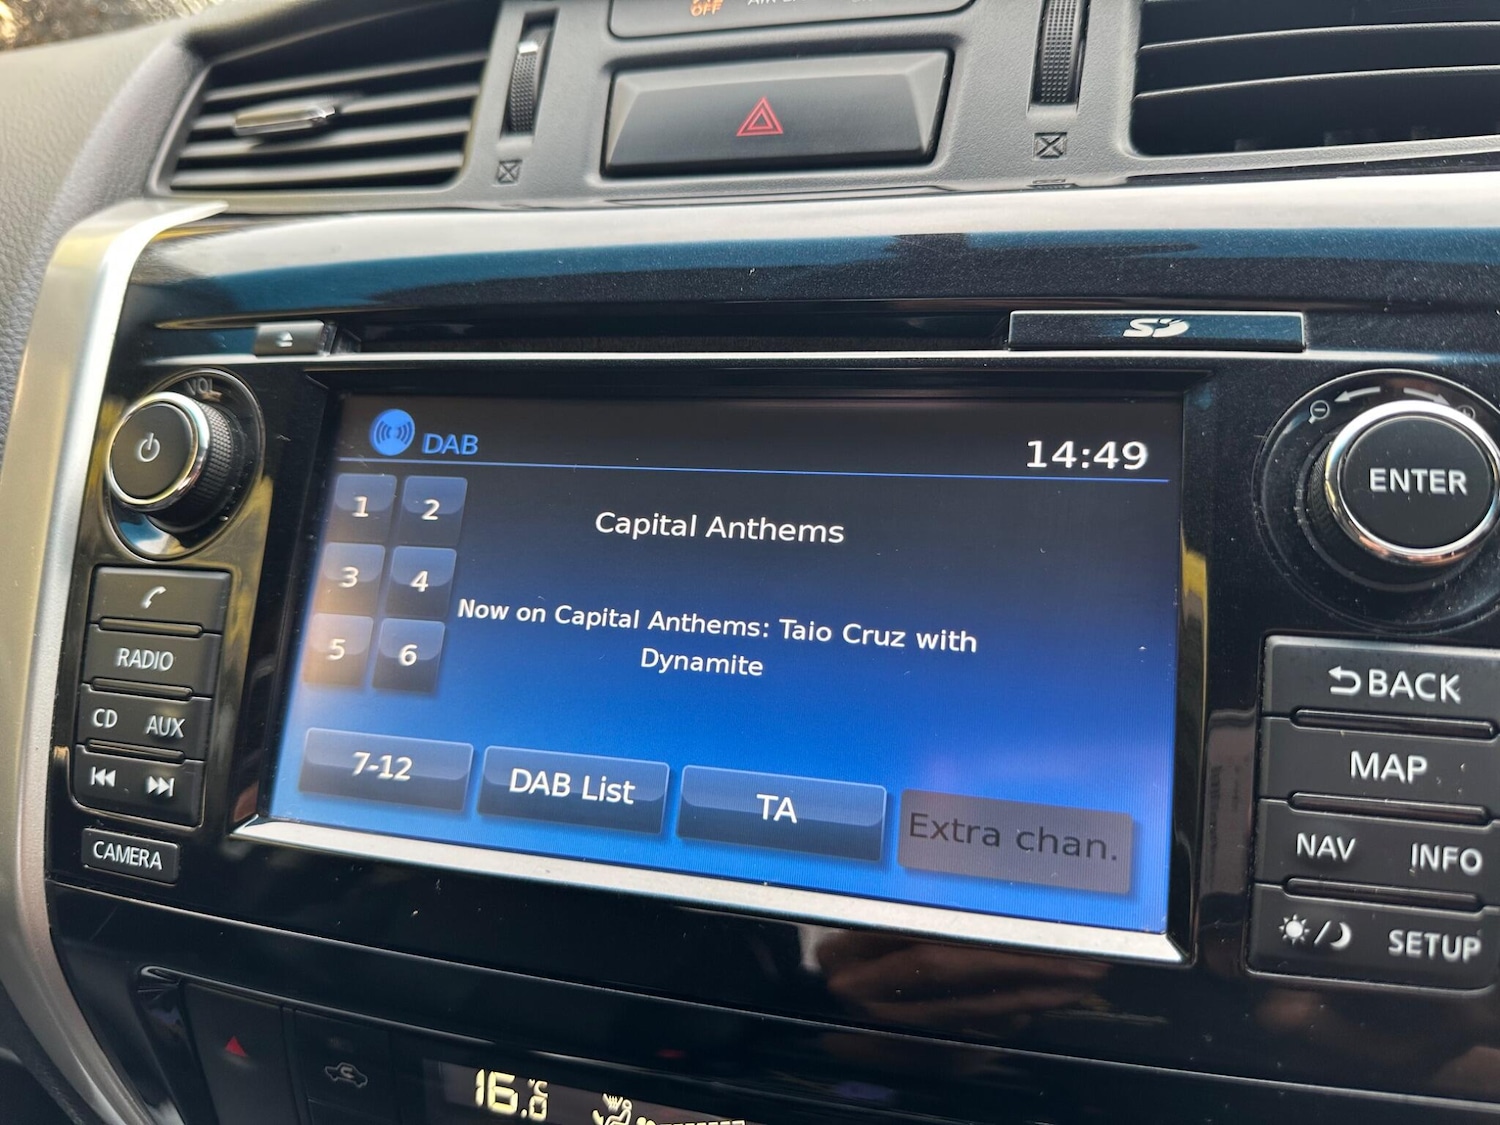 OFF
SD
VOL
DAB
14:49
1 2
Capital Anthems
3 4
Now on Capital Anthems: Taio Cruz with
Dynamite
5 6
7-12 DAB List TA Extra chan.
RADIO
CD AUX
CAMERA
ENTER
BACK
MAP
NAV INFO
SETUP
16.0 °C